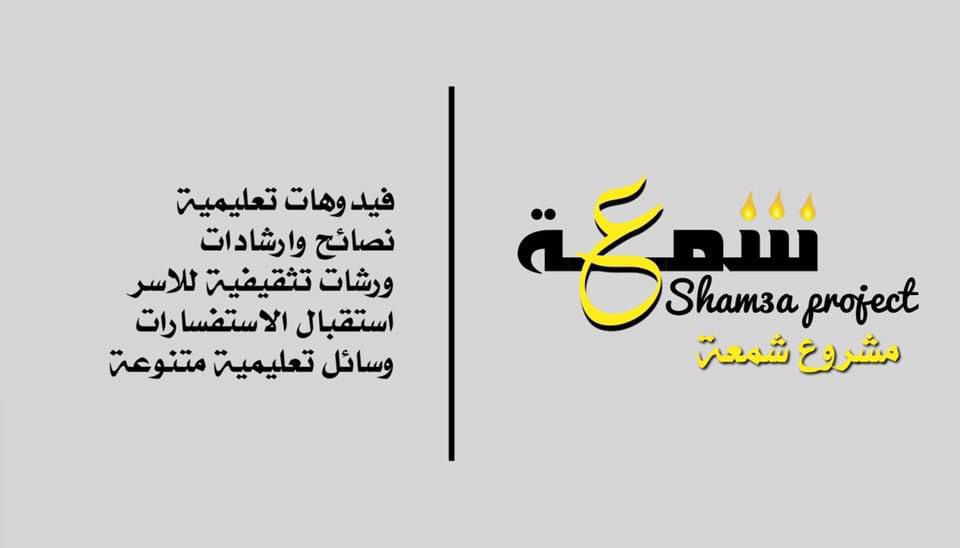 شمعة
Sham3a project
مشروع شمعة
فيدوهات تعليمية
نصائح وارشادات
ورشات تثقيفية للاسر
استقبال الاستفسارات
وسائل تعليمية متنوعة